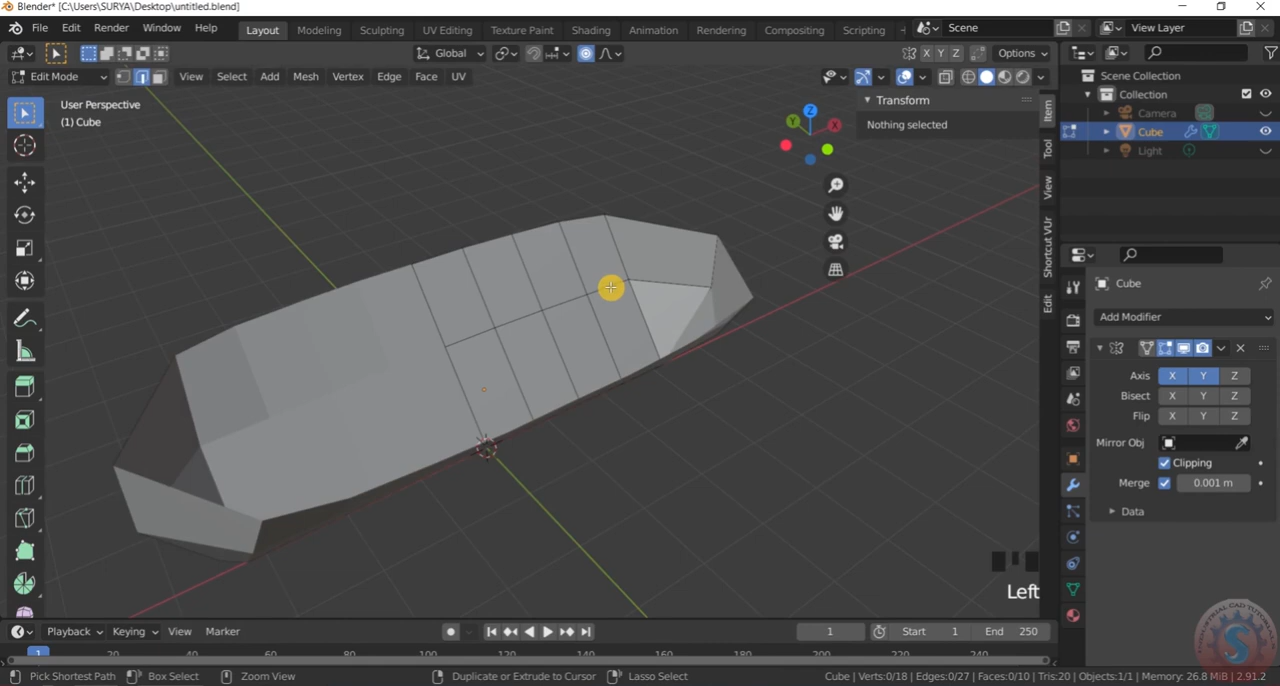 Blender* [C:\Users\SURYA\Desktop\untitled.blend]
File Edit Render Window Help Layout Modeling Sculpting UV Editing Texture Paint Shading Animation Rendering Compositing Scripting Scene View Layer
Global X Y Z Options
Edit Mode View Select Add Mesh Vertex Edge Face UV
User Perspective
(1) Cube
Transform
Nothing selected
Item
Tool
View
Shortcut VUr
Edit
Z
Y
X
Left
Scene Collection
Collection
Camera
Cube
Light
Cube
Add Modifier
Axis X Y Z
Bisect X Y Z
Flip X Y Z
Mirror Obj
Clipping
Merge 0.001 m
Data
Playback Keying View Marker 1 Start 1 End 250
1 20 40 60 80 100 120 140 160 180 200 220 240
Pick Shortest Path Box Select Zoom View Duplicate or Extrude to Cursor Lasso Select Cube | Verts:0/18 | Edges:0/27 | Faces:0/10 | Tris:20 | Objects:1/1 | Memory: 26.8 MiB | 2.91.2